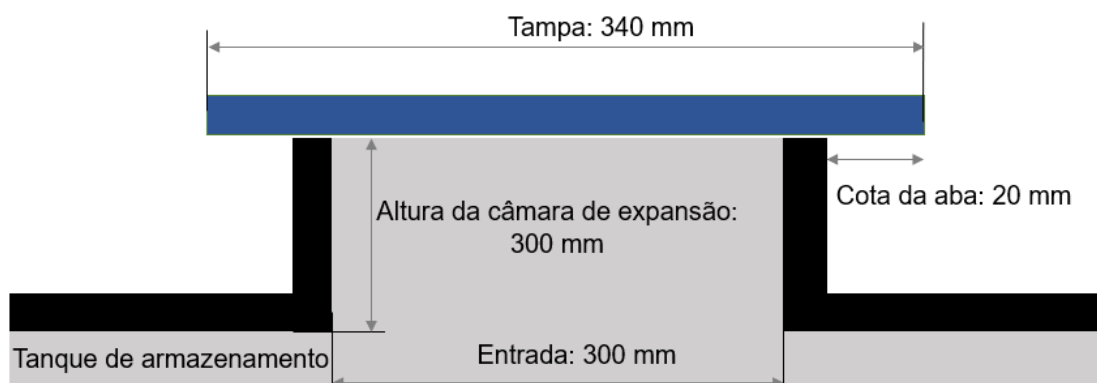 Tampa: 340 mm
Altura da câmara de expansão:
300 mm
Cota da aba: 20 mm
Tanque de armazenamento
Entrada: 300 mm